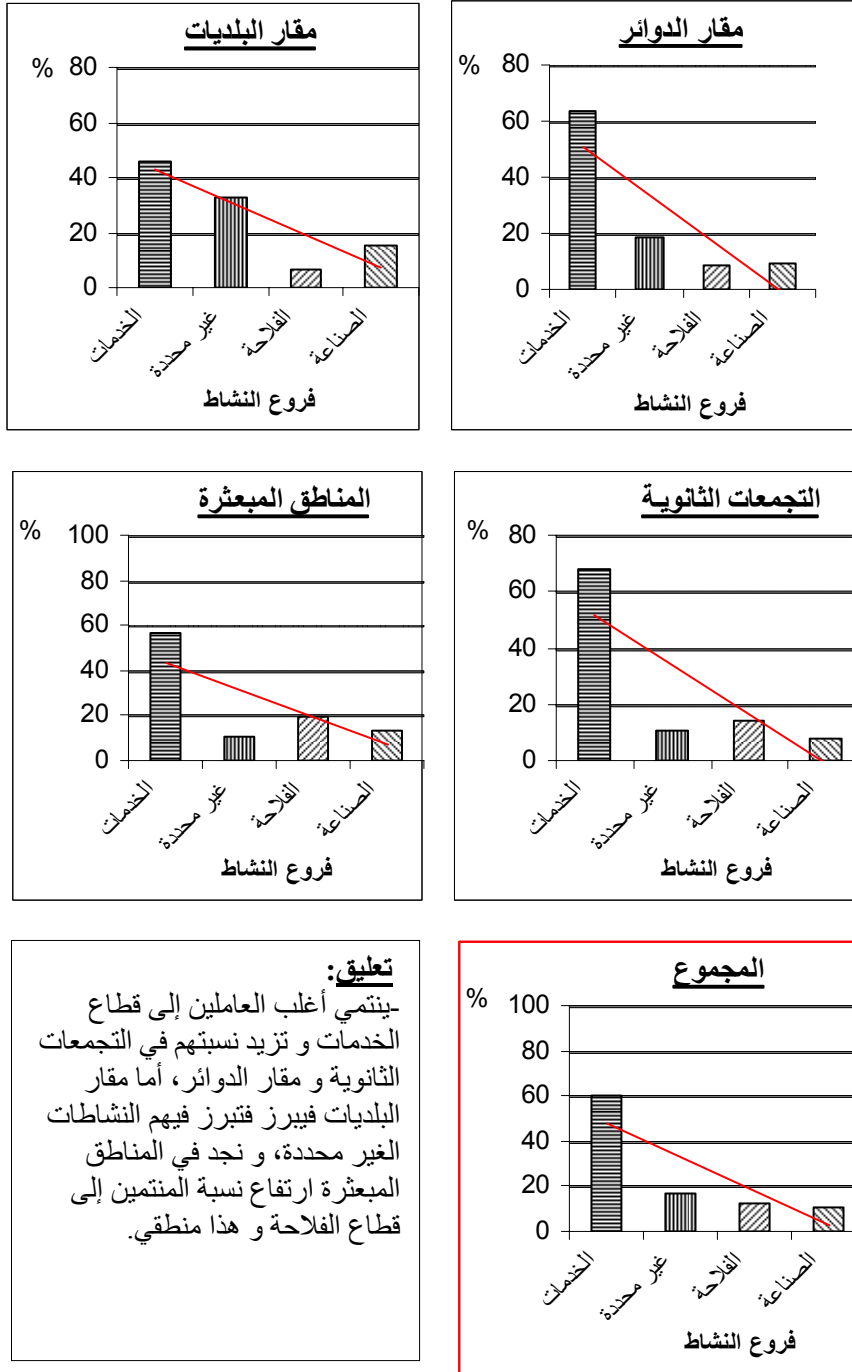 مقار الدوائر
%
80
60
40
20
0
الخدمات
غير محددة
الفلاحة
الصناعة
فروع النشاط
مقار البلديات
%
80
60
40
20
0
الخدمات
غير محددة
الفلاحة
الصناعة
فروع النشاط
التجمعات الثانوية
%
80
60
40
20
0
الخدمات
غير محددة
الفلاحة
الصناعة
فروع النشاط
المناطق المبعثرة
%
100
80
60
40
20
0
الخدمات
غير محددة
الفلاحة
الصناعة
فروع النشاط
المجموع
%
100
80
60
40
20
0
الخدمات
غير محددة
الفلاحة
الصناعة
فروع النشاط
تعليق:
-ينتمي أغلب العاملين إلى قطاع
الخدمات و تزيد نسبتهم في التجمعات
الثانوية و مقار الدوائر، أما مقار
البلديات فيبرز فتبرز فيهم النشاطات
الغير محددة، و نجد في المناطق
المبعثرة ارتفاع نسبة المنتمين إلى
قطاع الفلاحة و هذا منطقي.